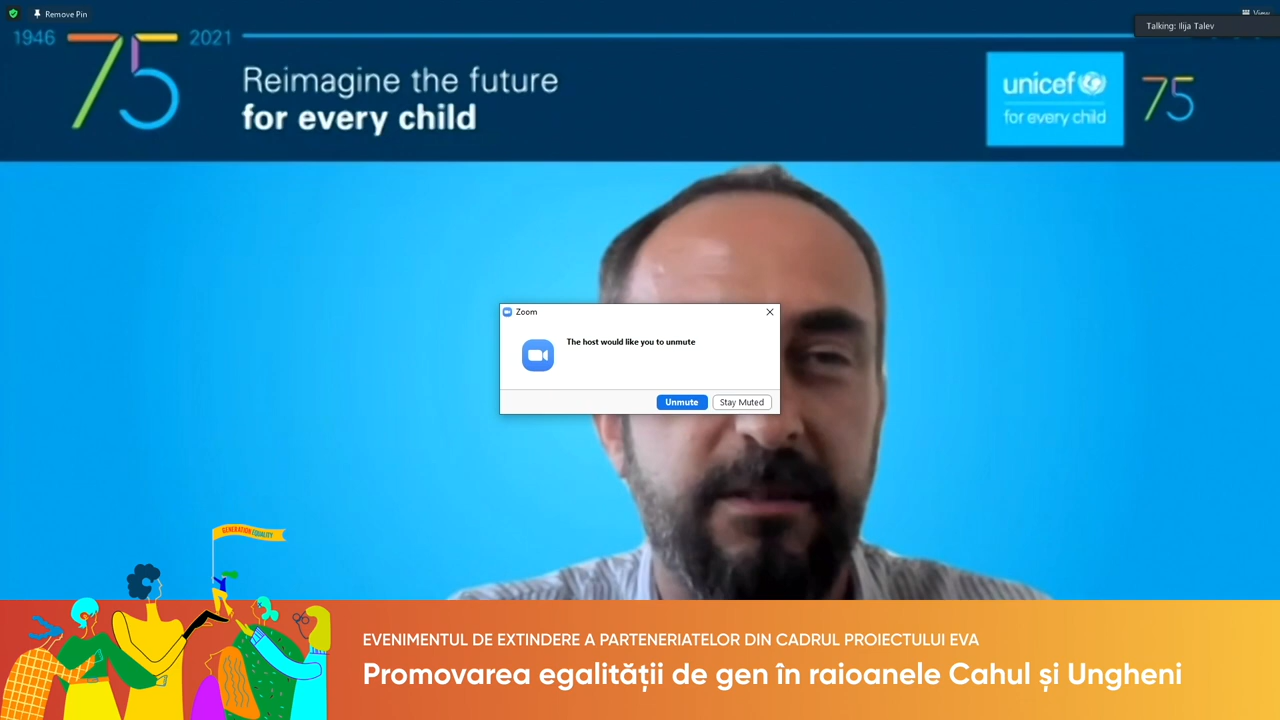 Remove Pin
View
Talking: Ilija Talev
1946 75 2021
Reimagine the future
for every child
unicef
for every child
75
Zoom
The host would like you to unmute
Unmute
Stay Muted
GENERATION EQUALITY
EVENIMENTUL DE EXTINDERE A PARTENERIATELOR DIN CADRUL PROIECTULUI EVA
Promovarea egalității de gen în raioanele Cahul și Ungheni